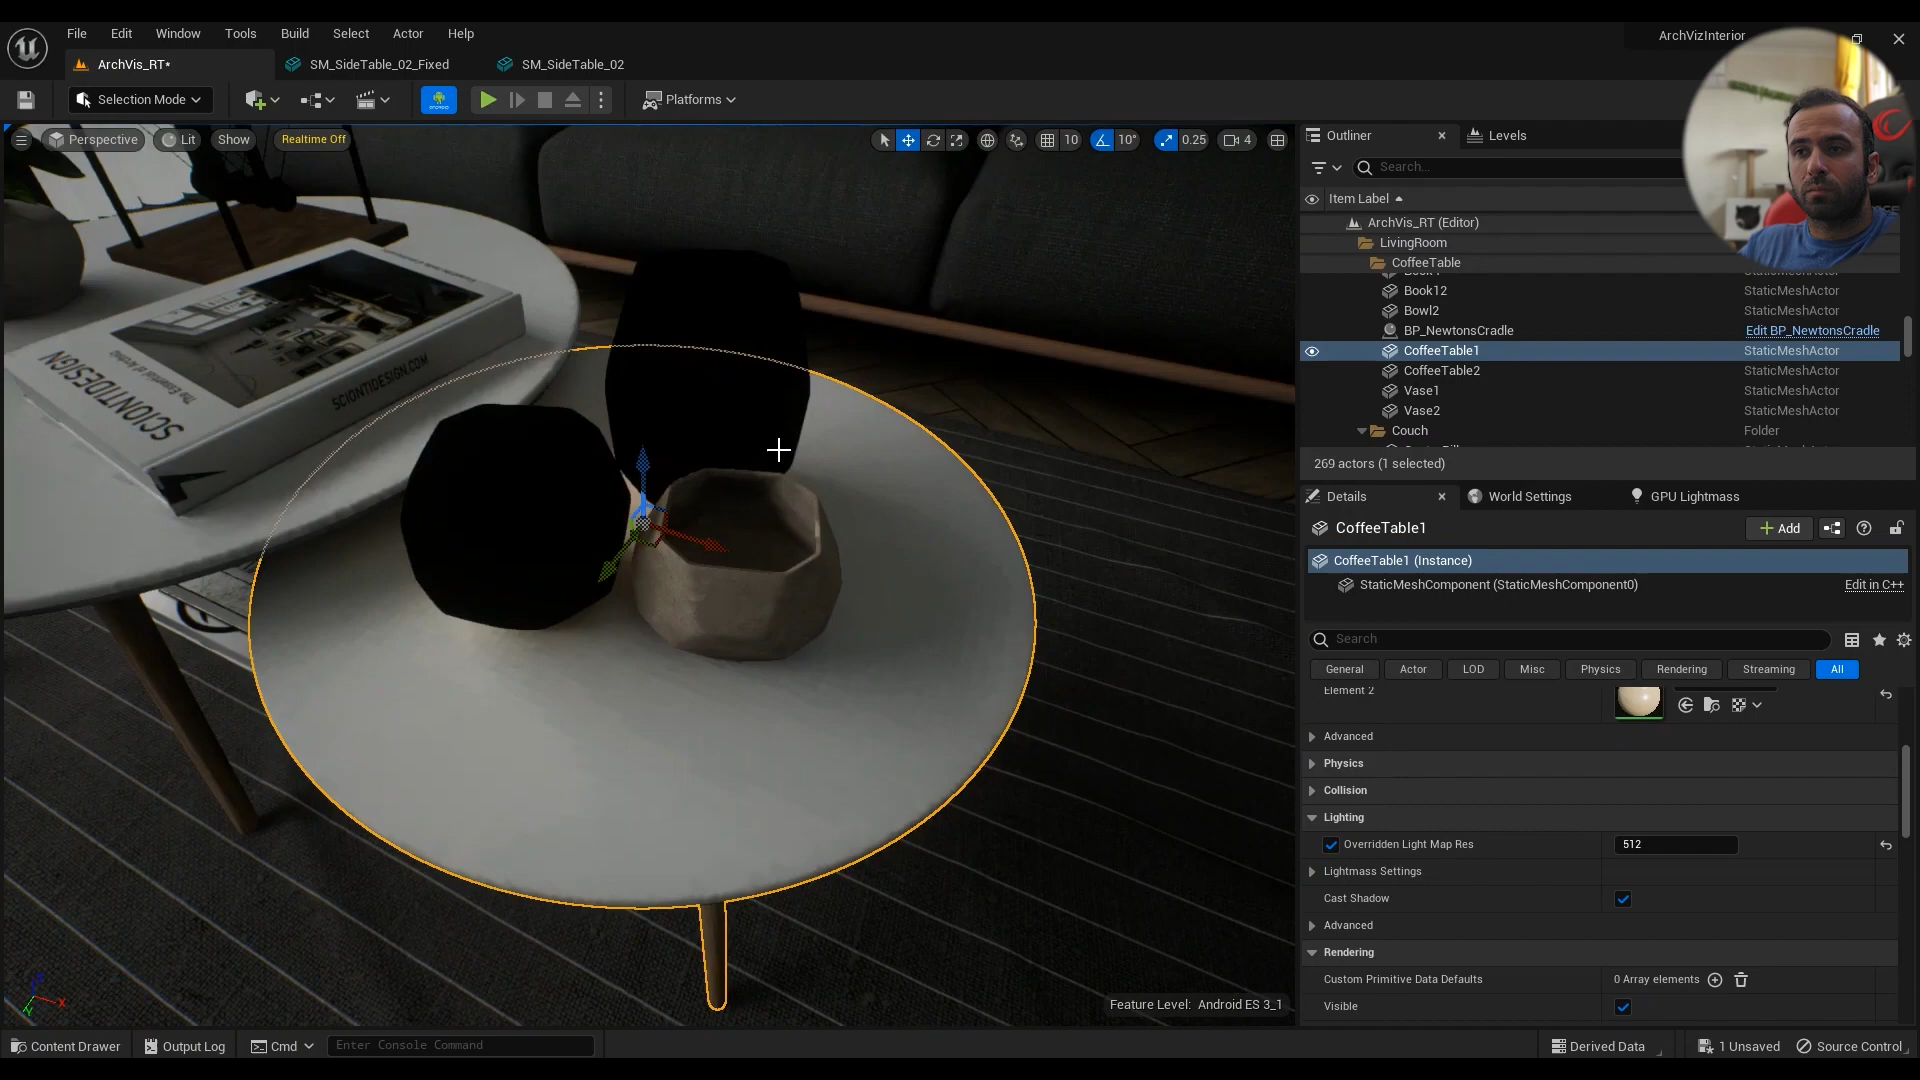 File Edit Window Tools Build Select Actor Help
ArchVizInterior
ArchVis_RT*
SM_SideTable_02_Fixed
SM_SideTable_02
Selection Mode
Platforms
Perspective
Lit
Show
Realtime Off
10
10°
0.25
4
Outliner
Levels
Search...
Item Label
ArchVis_RT (Editor)
LivingRoom
CoffeeTable
Book12 StaticMeshActor
Bowl2 StaticMeshActor
BP_NewtonsCradle Edit BP_NewtonsCradle
CoffeeTable1 StaticMeshActor
CoffeeTable2 StaticMeshActor
Vase1 StaticMeshActor
Vase2 StaticMeshActor
Couch Folder
269 actors (1 selected)
Details
World Settings
GPU Lightmass
CoffeeTable1
Add
CoffeeTable1 (Instance)
StaticMeshComponent (StaticMeshComponent0) Edit in C++
Search
General Actor LOD Misc Physics Rendering Streaming All
Element 2
Advanced
Physics
Collision
Lighting
Overridden Light Map Res 512
Lightmass Settings
Cast Shadow
Advanced
Rendering
Custom Primitive Data Defaults 0 Array elements
Visible
SCIONTIDESIGN
SCIONTIDESIGN.COM
Feature Level: Android ES 3_1
Content Drawer
Output Log
Cmd
Enter Console Command
Derived Data
1 Unsaved
Source Control